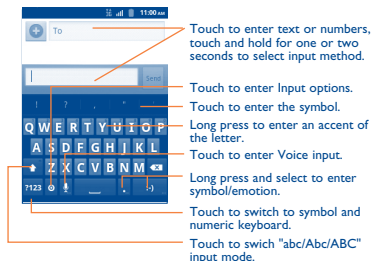 11:00 AM
To
Send
! ? , "
Q W E R T Y U I O P
A S D F G H J K L
Z X C V B N M
?123 . :-)
Touch to enter text or numbers,
touch and hold for one or two
seconds to select input method.
Touch to enter Input options.
Touch to enter the symbol.
Long press to enter an accent of
the letter.
Touch to enter Voice input.
Long press and select to enter
symbol/emotion.
Touch to switch to symbol and
numeric keyboard.
Touch to swich "abc/Abc/ABC"
input mode.